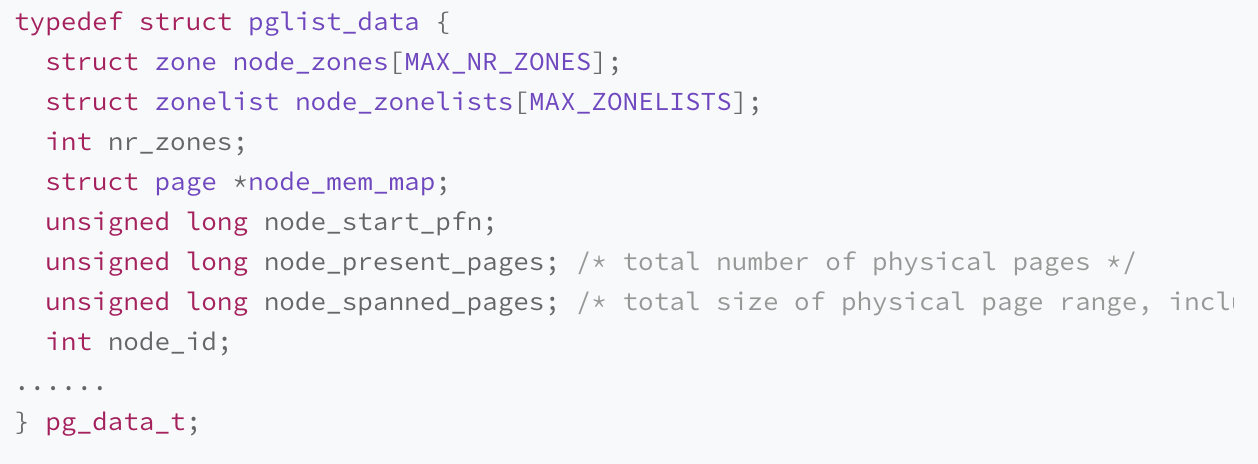 typedef struct pglist_data {
  struct zone node_zones[MAX_NR_ZONES];
  struct zonelist node_zonelists[MAX_ZONELISTS];
  int nr_zones;
  struct page *node_mem_map;
  unsigned long node_start_pfn;
  unsigned long node_present_pages; /* total number of physical pages */
  unsigned long node_spanned_pages; /* total size of physical page range,
  int node_id;
......
} pg_data_t;